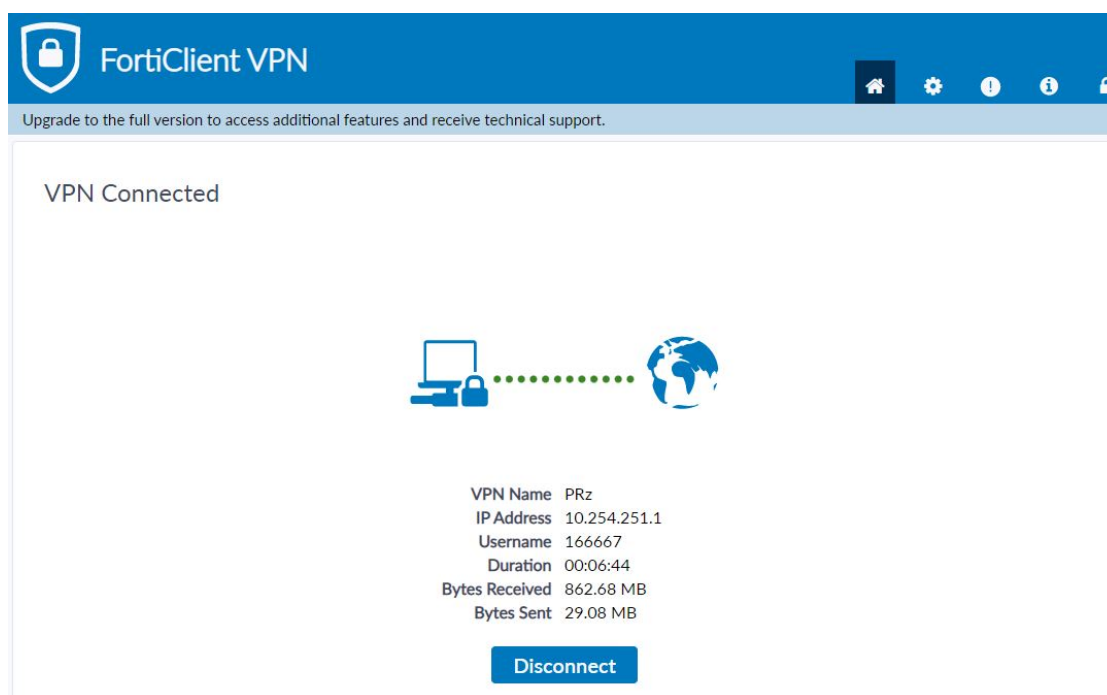 FortiClient VPN
Upgrade to the full version to access additional features and receive technical support.
VPN Connected
VPN Name PRz
IP Address 10.254.251.1
Username 166667
Duration 00:06:44
Bytes Received 862.68 MB
Bytes Sent 29.08 MB
Disconnect